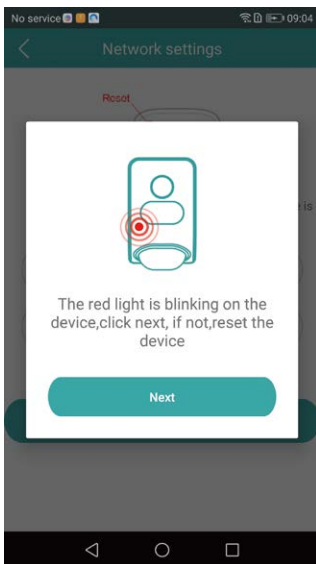 No service 09:04
Network settings
Reset
is
The red light is blinking on the
device,click next, if not,reset the
device
Next